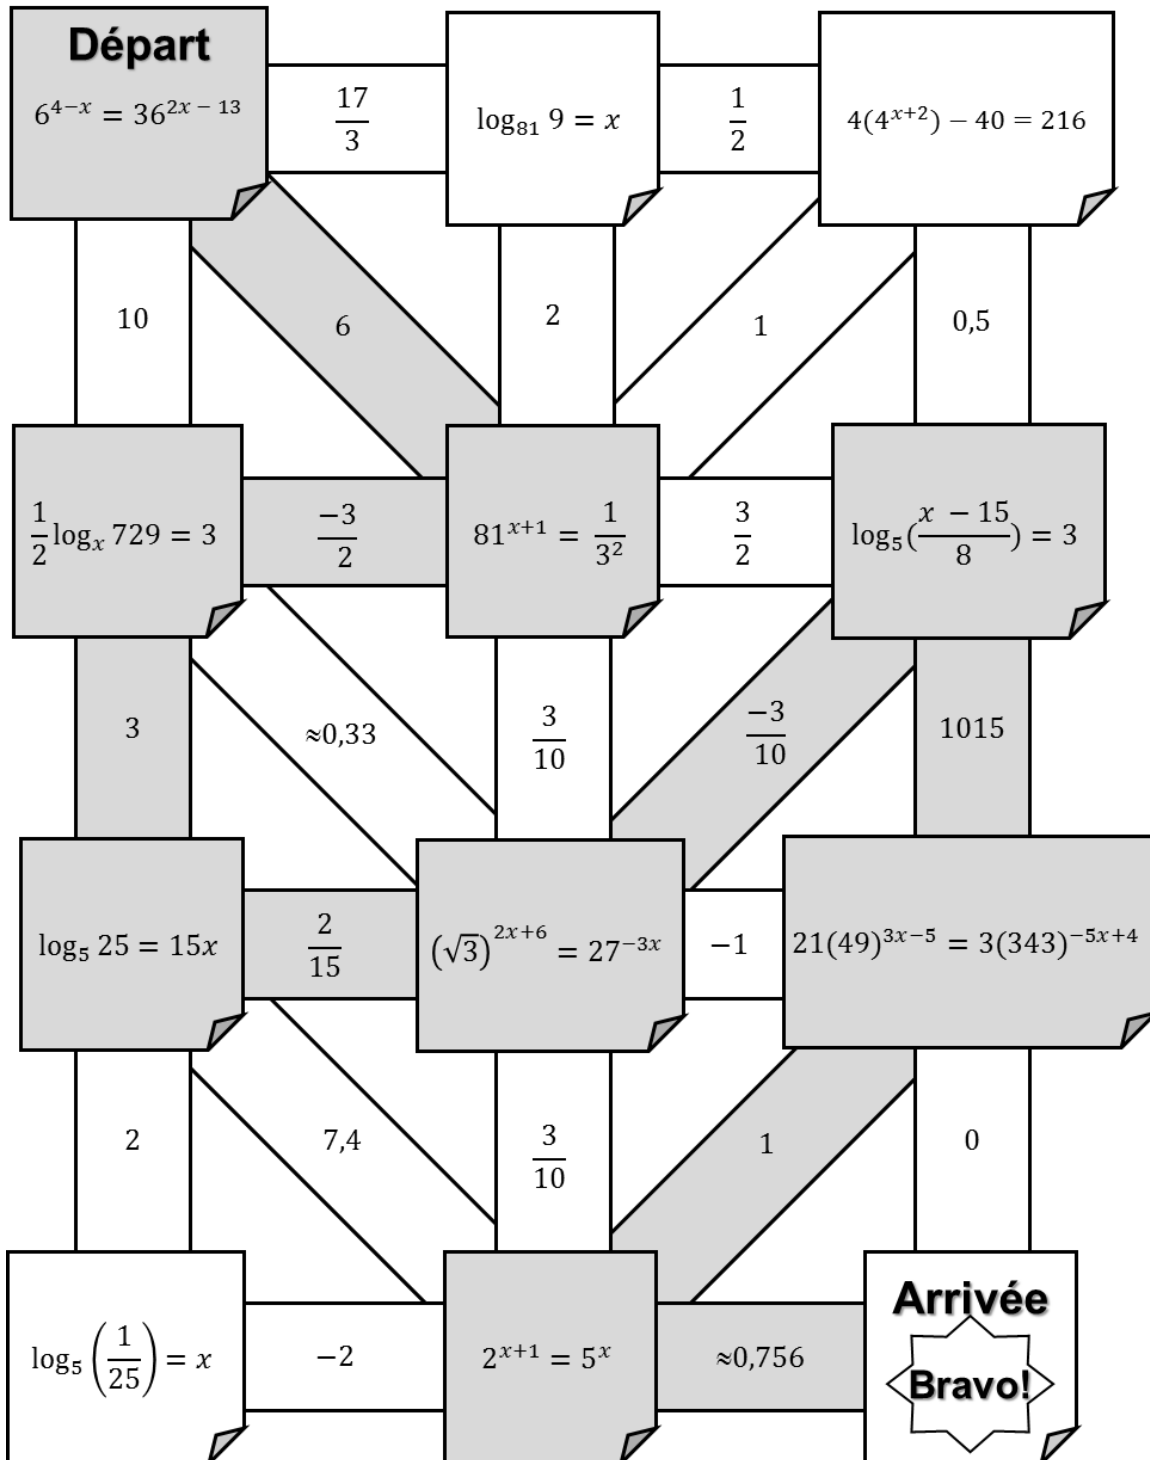 Départ
6^{4−x} = 36^{2x − 13}
17/3
log₈₁ 9 = x
1/2
4(4^{x+2}) − 40 = 216
10
6
2
1
0,5
1/2 logₓ 729 = 3
−3/2
81^{x+1} = 1/3²
3/2
log₅(x − 15/8) = 3
3
≈0,33
3/10
−3/10
1015
log₅ 25 = 15x
2/15
(√3)^{2x+6} = 27^{−3x}
−1
21(49)^{3x−5} = 3(343)^{−5x+4}
2
7,4
3/10
1
0
log₅(1/25) = x
−2
2^{x+1} = 5^x
≈0,756
Arrivée
Bravo!